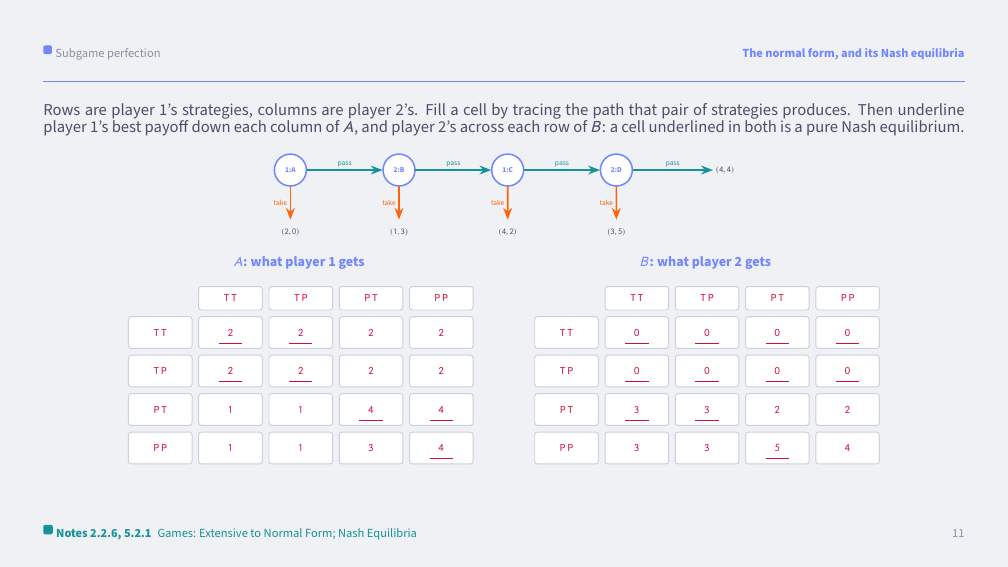 Subgame perfection
The normal form, and its Nash equilibria
Rows are player 1's strategies, columns are player 2's. Fill a cell by tracing the path that pair of strategies produces. Then underline
player 1's best payoff down each column of A, and player 2's across each row of B: a cell underlined in both is a pure Nash equilibrium.
1:A pass 2:B pass 1:C pass 2:D pass (4, 4)
take take take take
(2, 0) (1, 3) (4, 2) (3, 5)
A: what player 1 gets
TT TP PT PP
TT 2 2 2 2
TP 2 2 2 2
PT 1 1 4 4
PP 1 1 3 4
B: what player 2 gets
TT TP PT PP
TT 0 0 0 0
TP 0 0 0 0
PT 3 3 2 2
PP 3 3 5 4
Notes 2.2.6, 5.2.1 Games: Extensive to Normal Form; Nash Equilibria
11